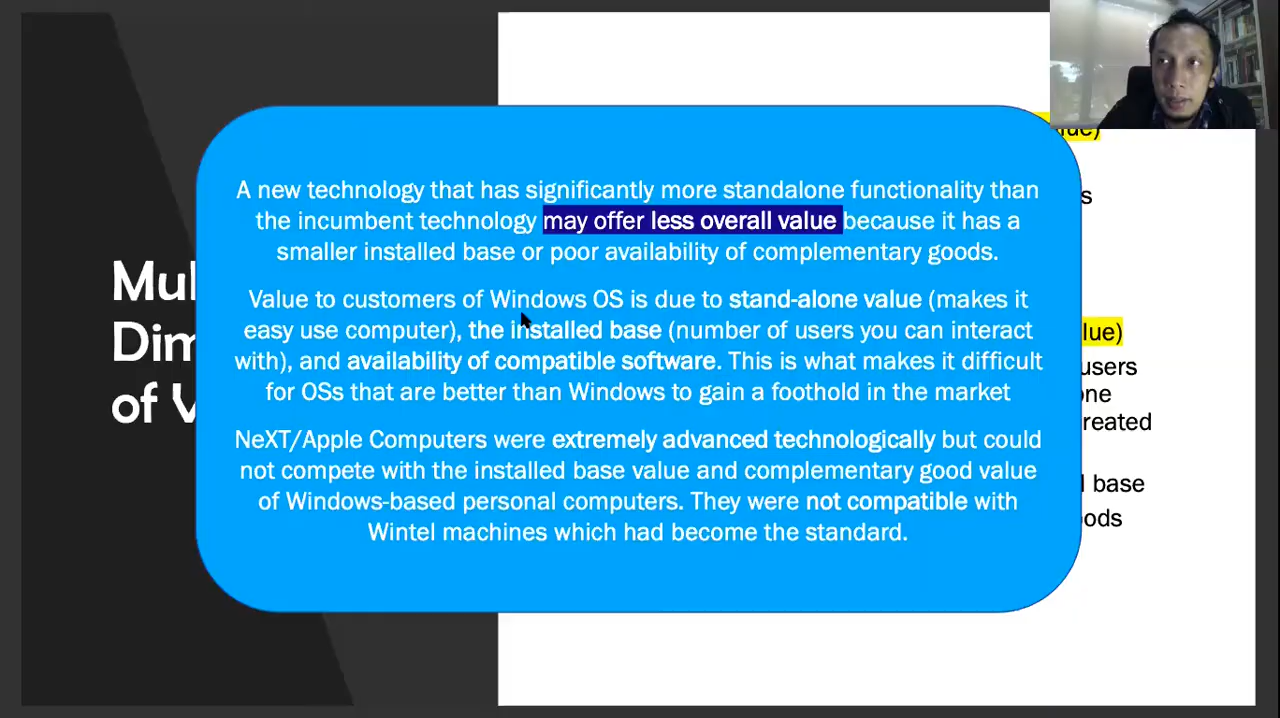 Mul
Dim
of V
ue)
s
A new technology that has significantly more standalone functionality than
the incumbent technology may offer less overall value because it has a
smaller installed base or poor availability of complementary goods.
Value to customers of Windows OS is due to stand-alone value (makes it
easy use computer), the installed base (number of users you can interact
with), and availability of compatible software. This is what makes it difficult
for OSs that are better than Windows to gain a foothold in the market
NeXT/Apple Computers were extremely advanced technologically but could
not compete with the installed base value and complementary good value
of Windows-based personal computers. They were not compatible with
Wintel machines which had become the standard.
lue)
users
one
reated
l base
ods